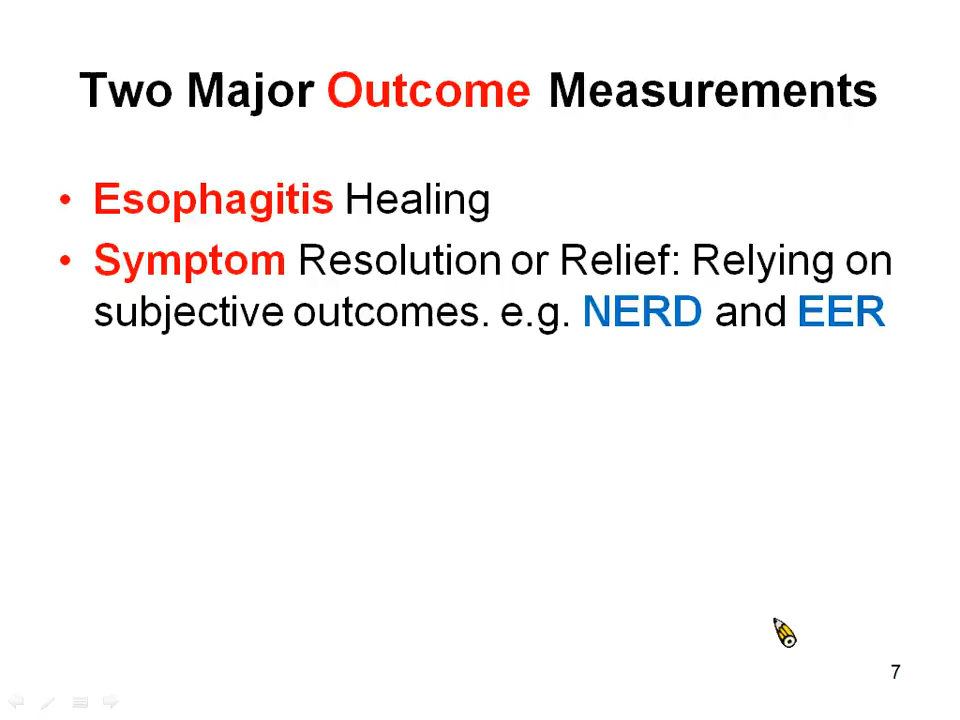 Two Major Outcome Measurements
• Esophagitis Healing
• Symptom Resolution or Relief: Relying on
subjective outcomes. e.g. NERD and EER
7